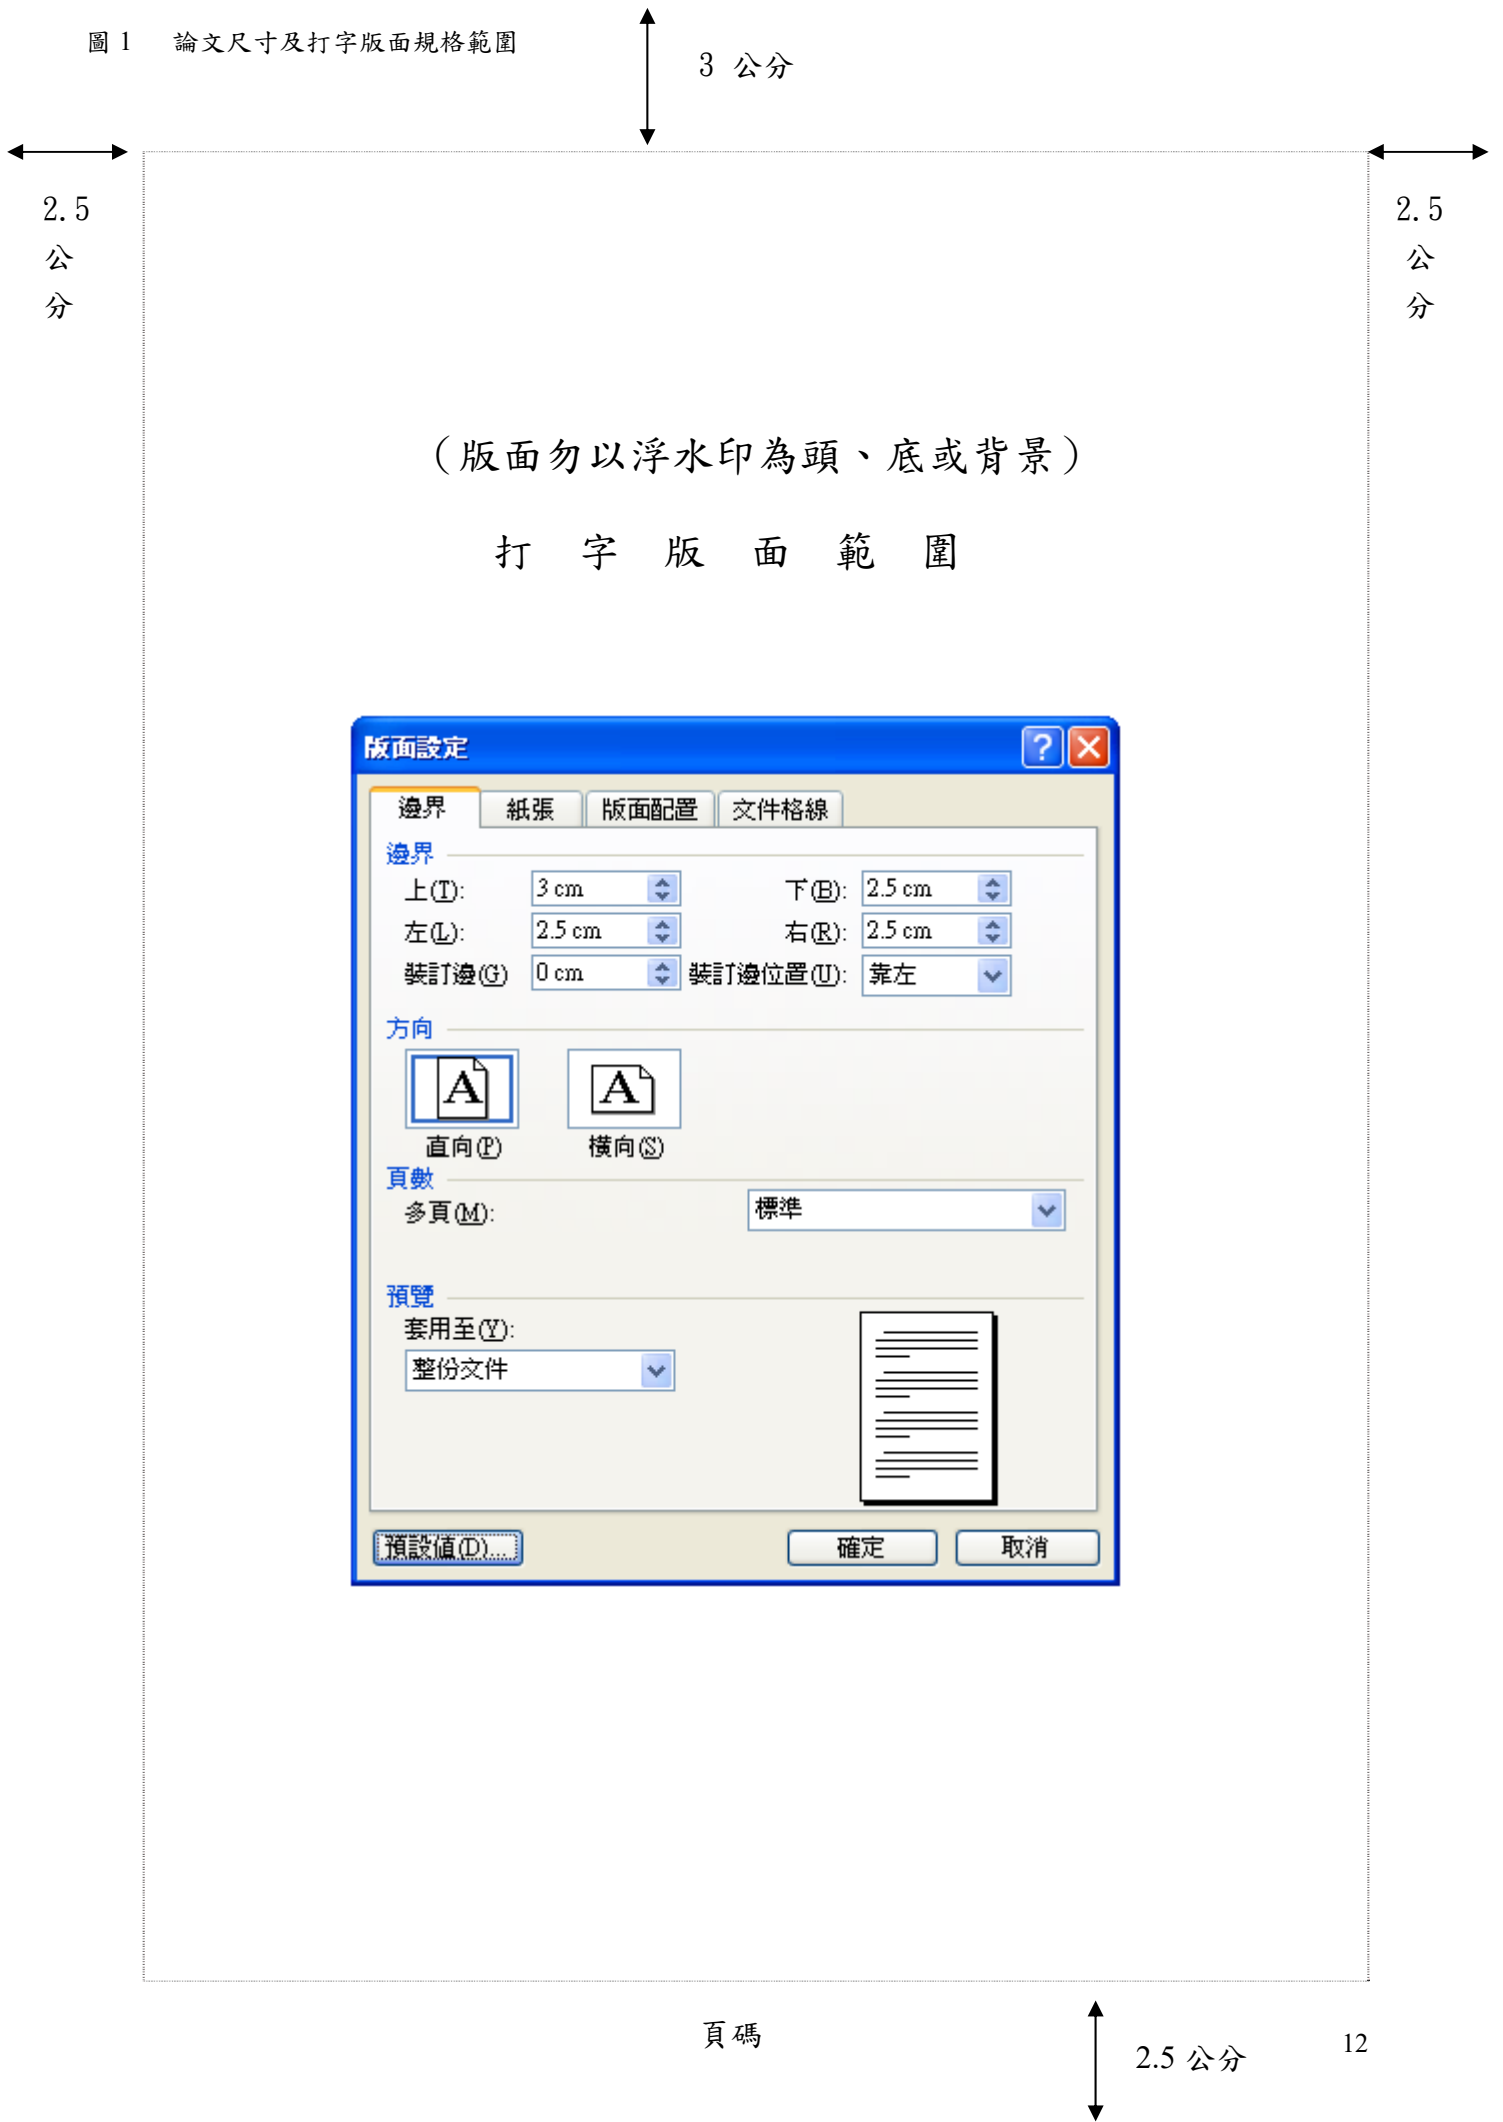 圖 1 論文尺寸及打字版面規格範圍
3 公分
2.5
公
分
2.5
公
分
（版面勿以浮水印為頭、底或背景）
打 字 版 面 範 圍
版面設定
邊界 紙張 版面配置 文件格線
邊界
上(T): 3 cm 下(B): 2.5 cm
左(L): 2.5 cm 右(R): 2.5 cm
裝訂邊(G) 0 cm 裝訂邊位置(U): 靠左
方向
A A
直向(P) 橫向(S)
頁數
多頁(M): 標準
預覽
套用至(Y):
整份文件
預設值(D)... 確定 取消
頁碼
2.5 公分
12